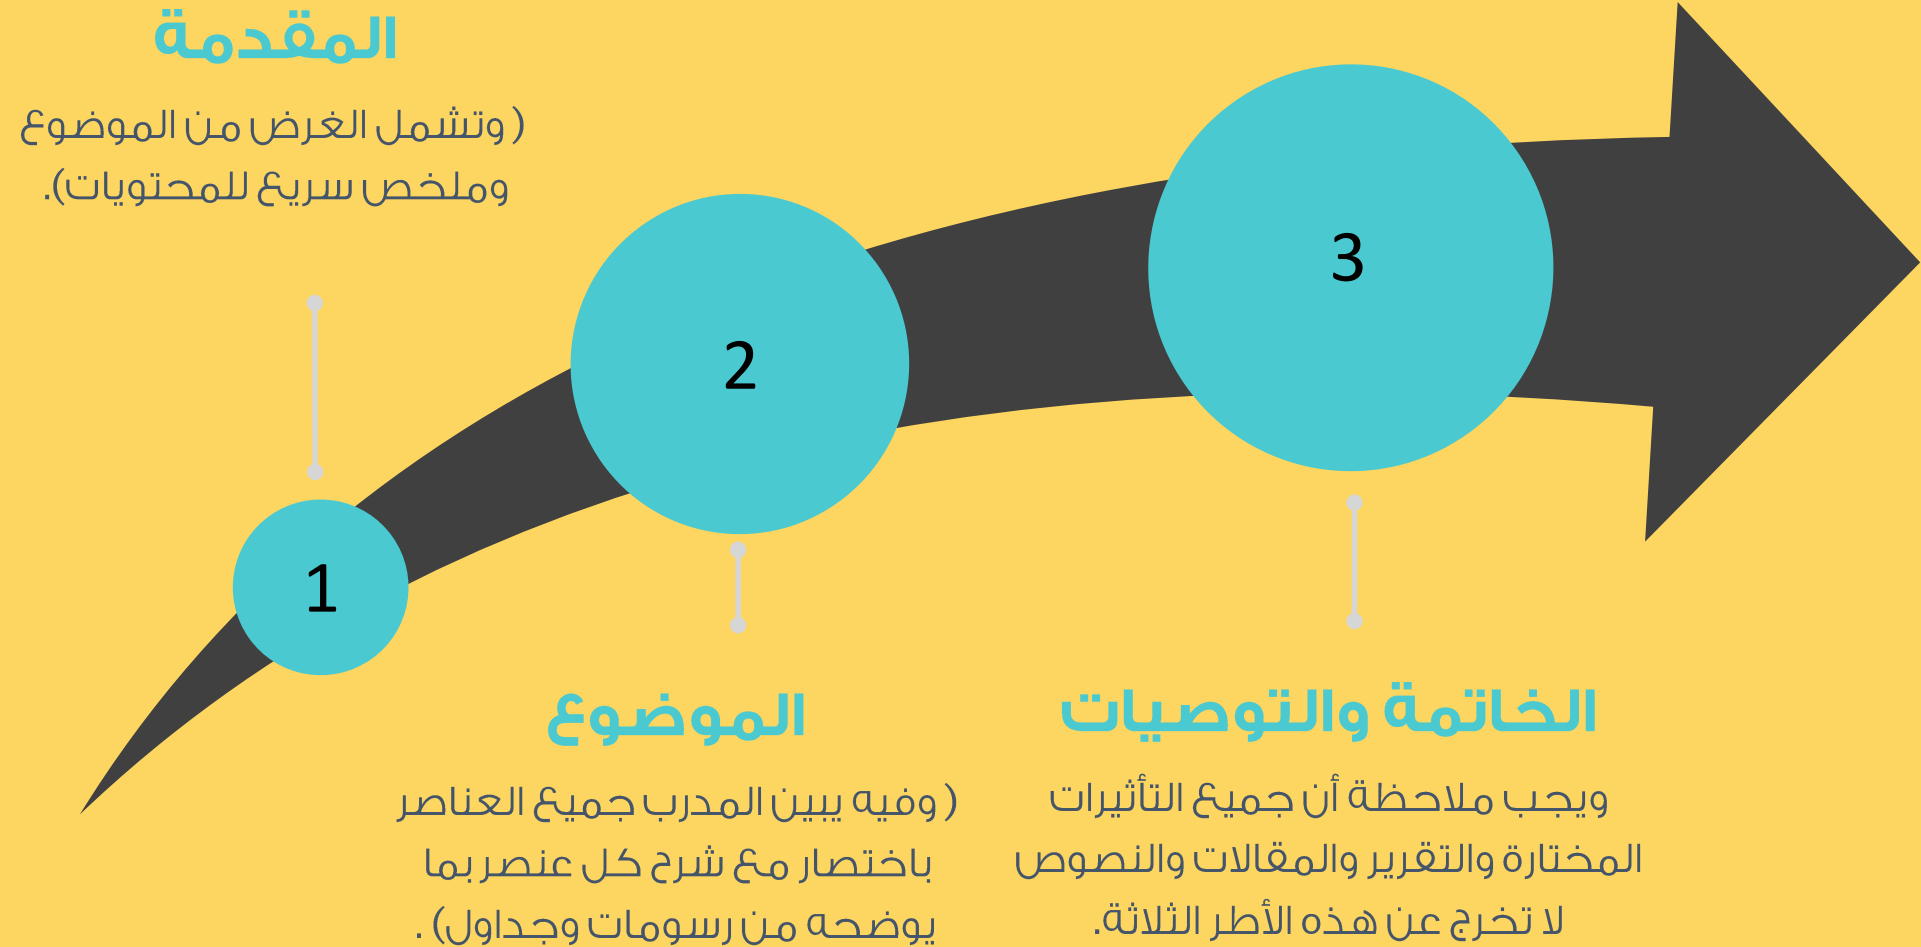 المقدمة
( وتشمل الغرض من الموضوع
وملخص سريع للمحتويات).
1
2
الموضوع
( وفيه يبين المدرب جميع العناصر
باختصار مع شرح كل عنصر بما
يوضحه من رسومات وجداول) .
3
الخاتمة والتوصيات
ويجب ملاحظة أن جميع التأثيرات
المختارة والتقرير والمقالات والنصوص
لا تخرج عن هذه الأطر الثلاثة.